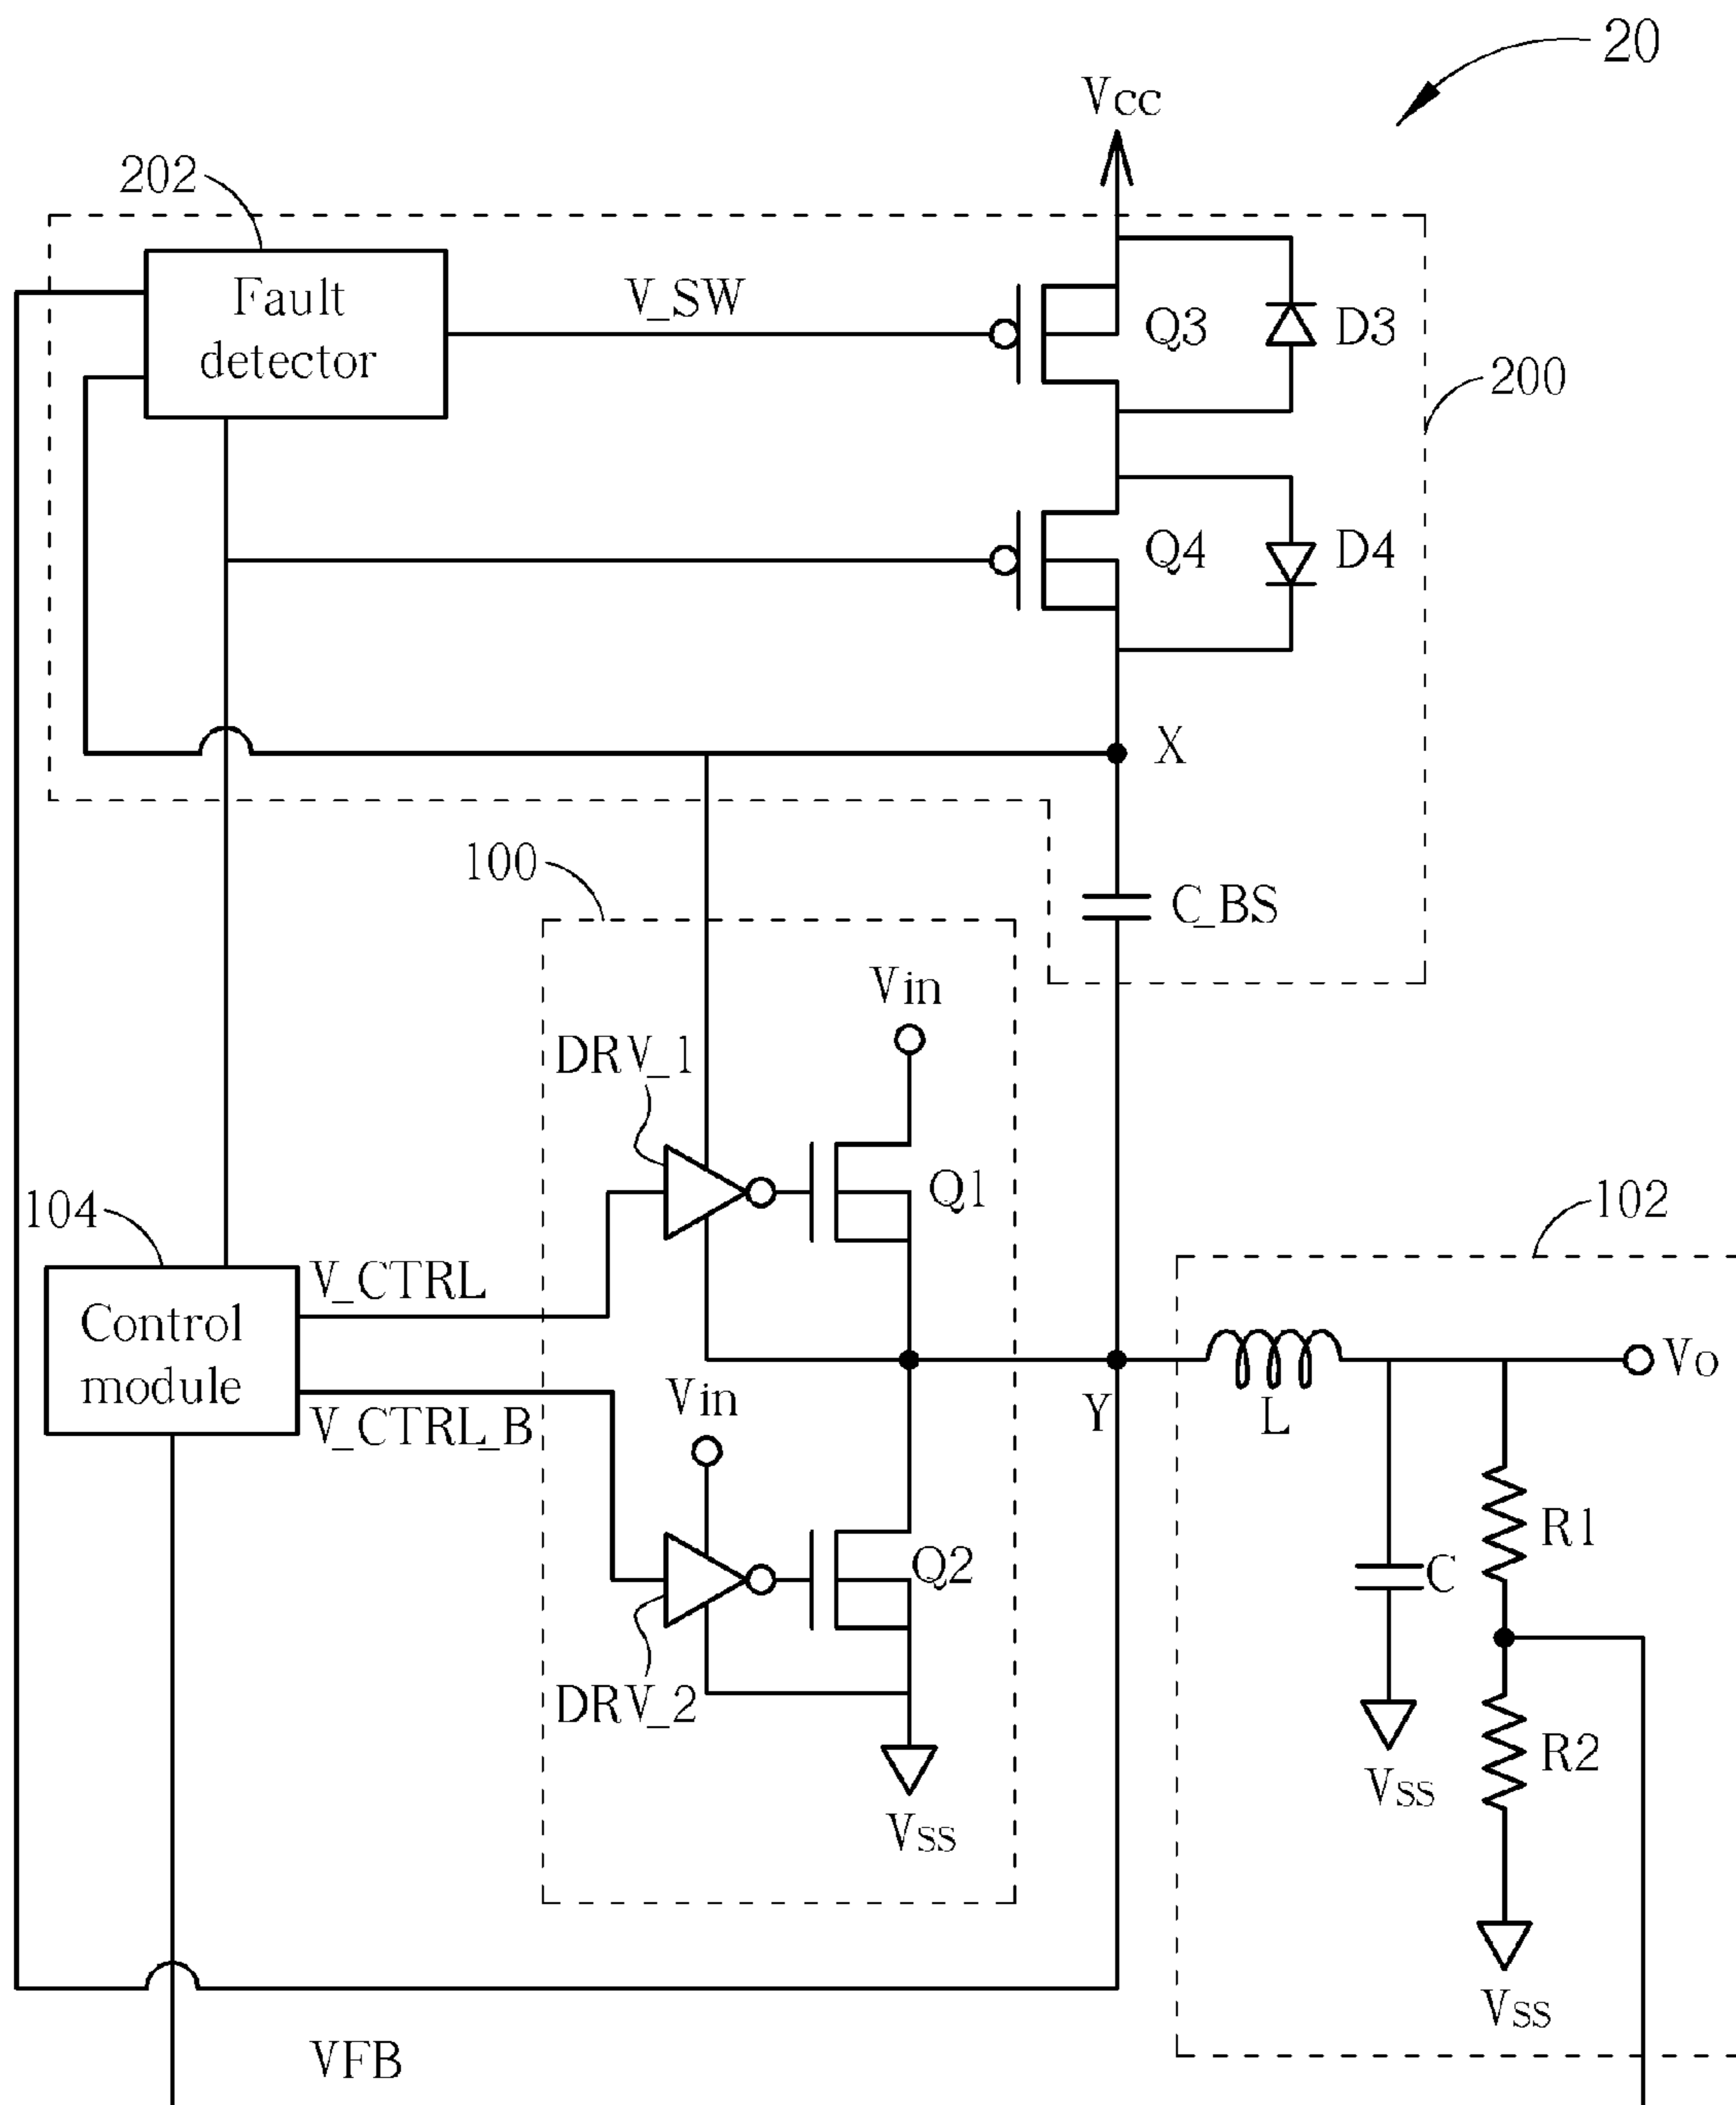 20
Vcc
202
Fault
detector
V_SW
Q3
D3
200
Q4
D4
X
100
C_BS
Vin
DRV_1
Q1
104
102
V_CTRL
Control
module
Vo
Vin
Y
L
V_CTRL_B
R1
Q2
C
DRV_2
R2
Vss
Vss
Vss
VFB